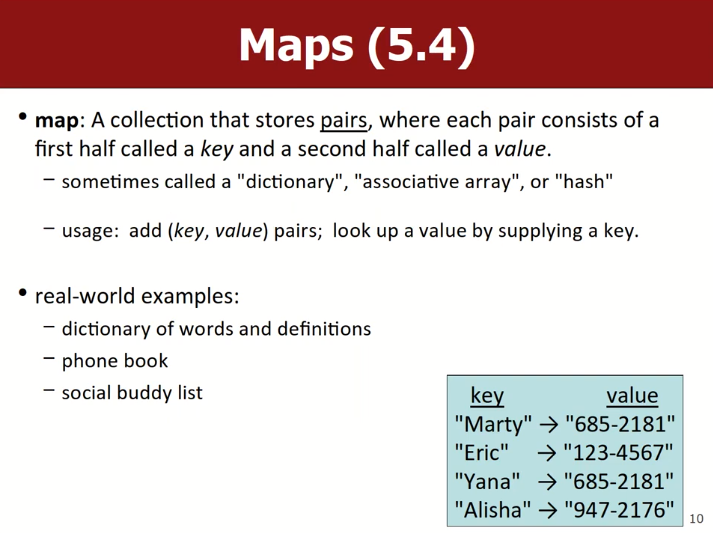 Maps (5.4)
• map: A collection that stores pairs, where each pair consists of a
first half called a key and a second half called a value.
– sometimes called a "dictionary", "associative array", or "hash"
– usage: add (key, value) pairs; look up a value by supplying a key.
• real-world examples:
– dictionary of words and definitions
– phone book
– social buddy list
key value
"Marty" → "685-2181"
"Eric" → "123-4567"
"Yana" → "685-2181"
"Alisha" → "947-2176"
10